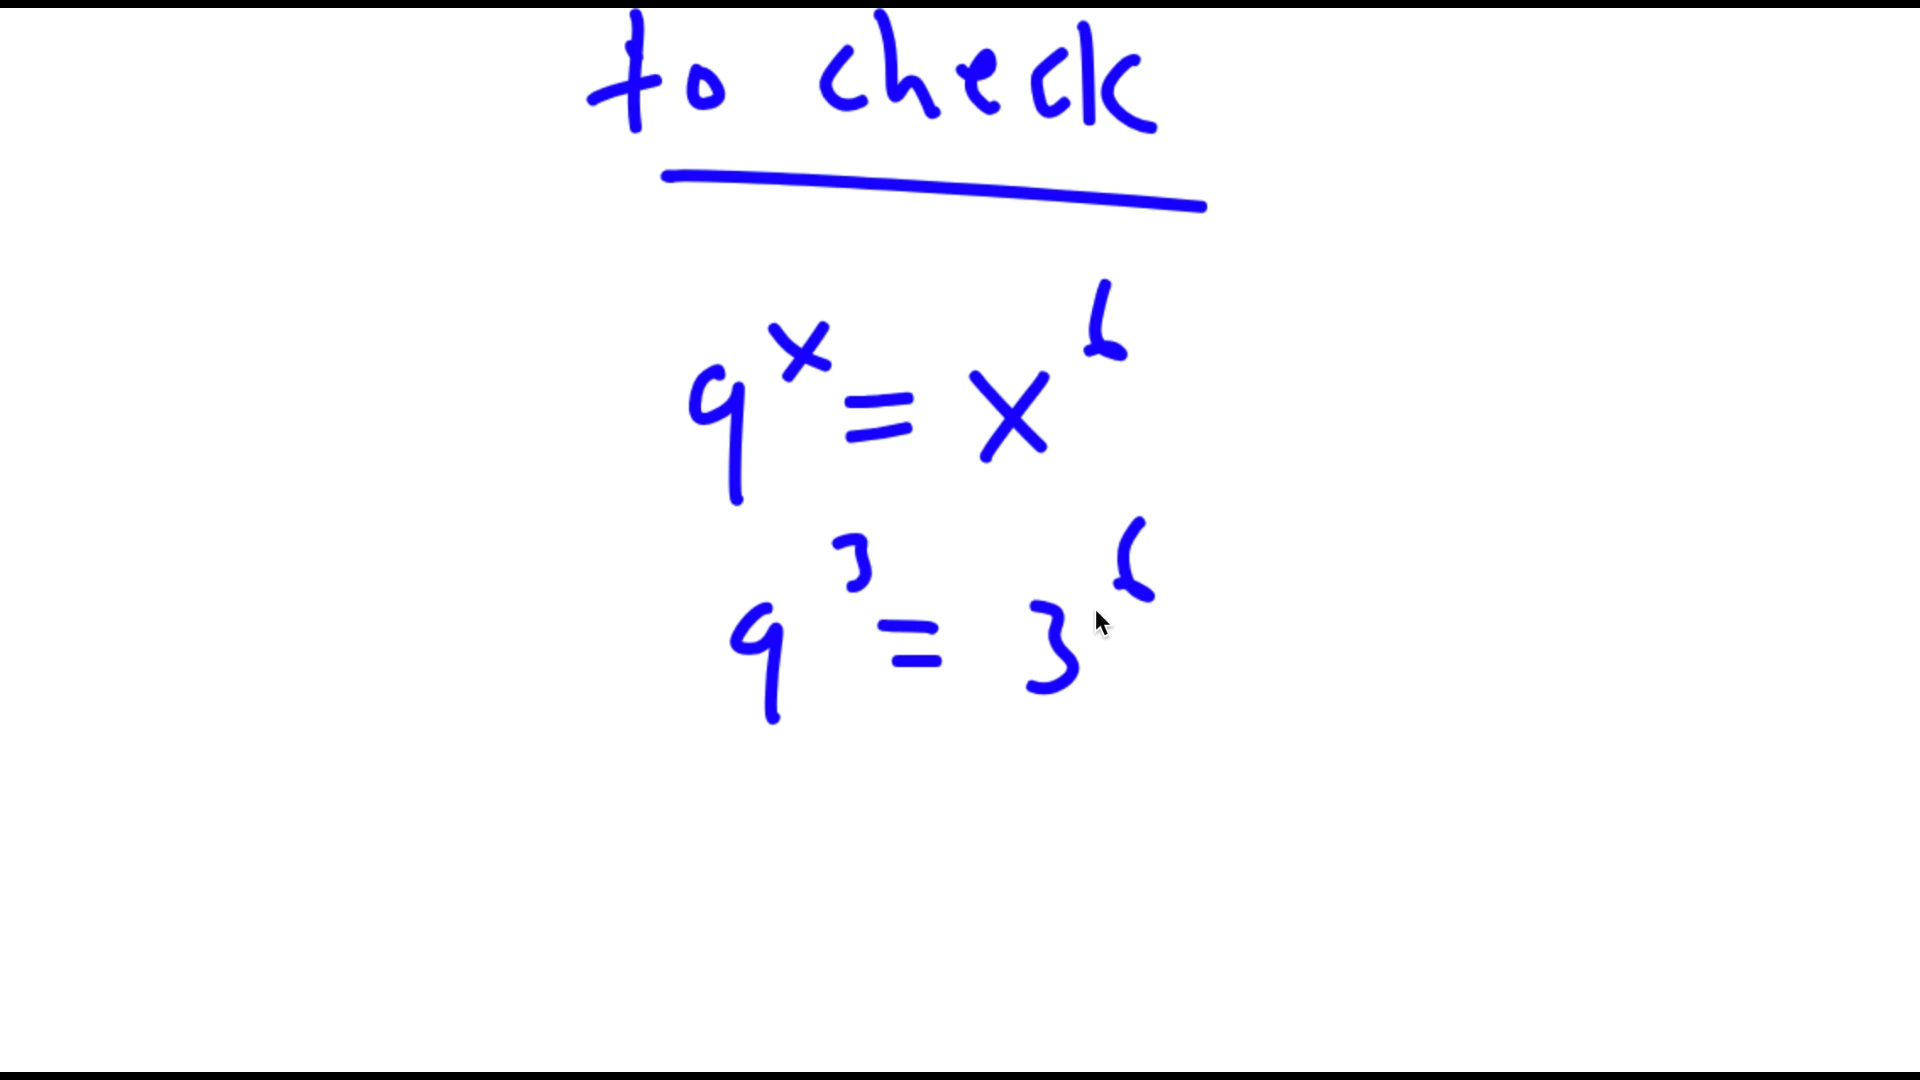 to check
9^x = x^6
9^3 = 3^6